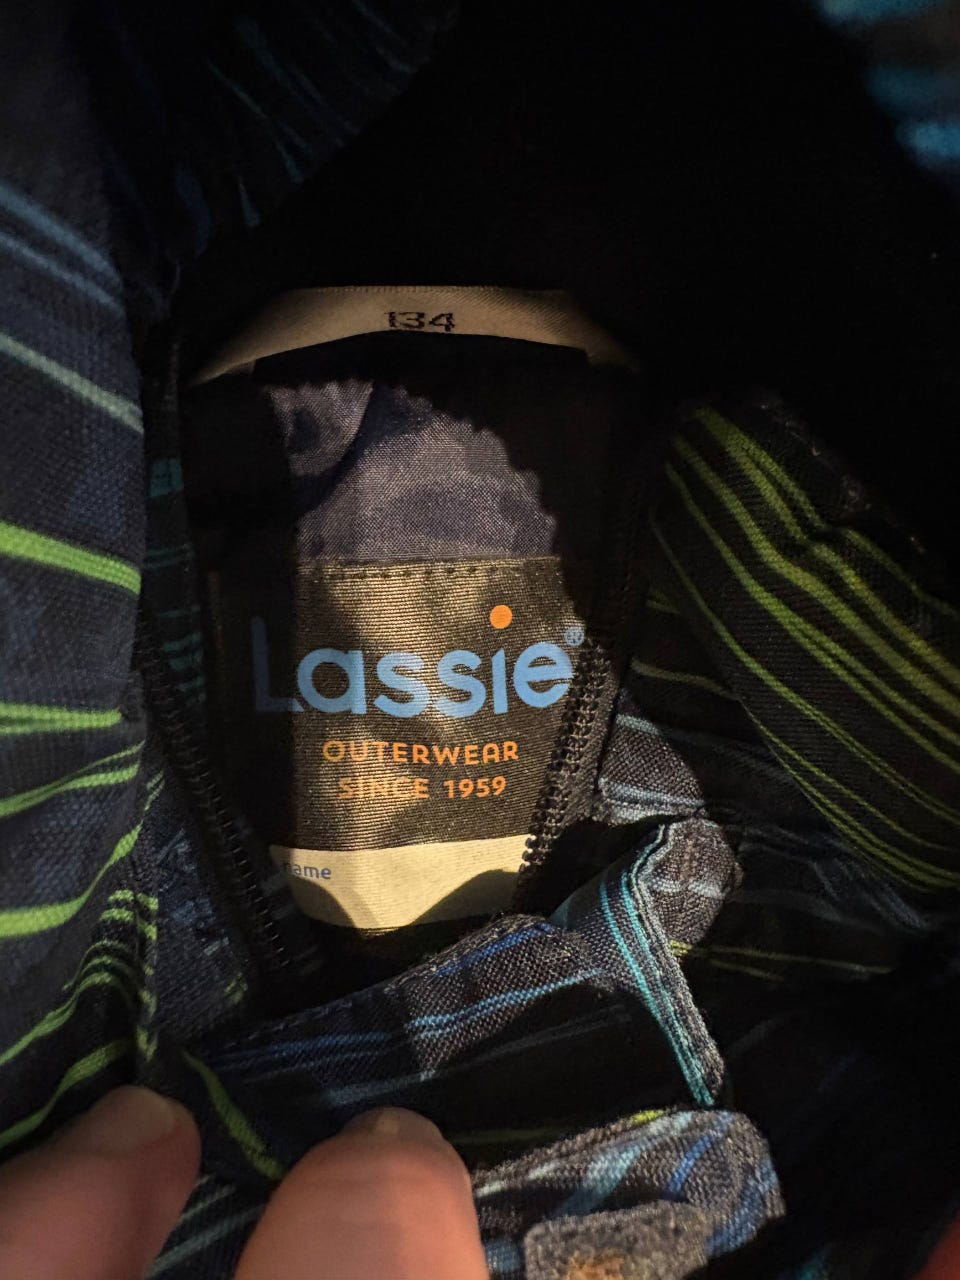 134
Lassie®
OUTERWEAR
SINCE 1959
name